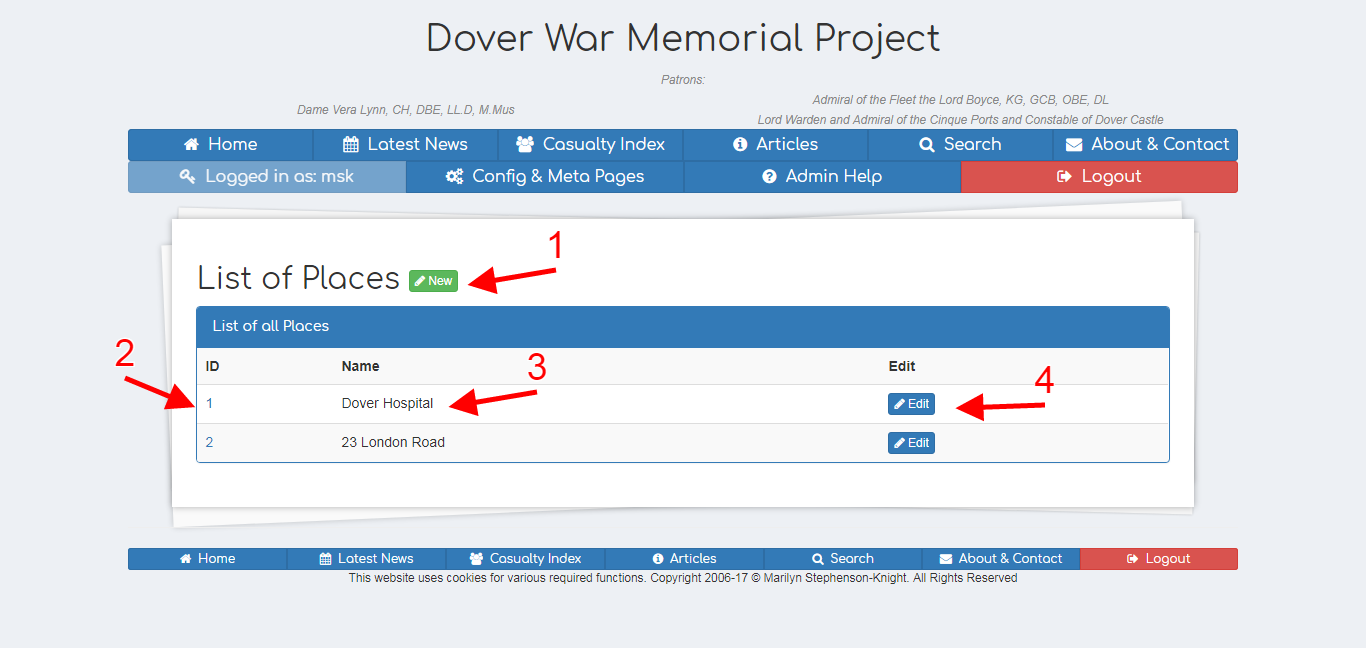 Dover War Memorial Project
Patrons:
Dame Vera Lynn, CH, DBE, LL.D, M.Mus
Admiral of the Fleet the Lord Boyce, KG, GCB, OBE, DL
Lord Warden and Admiral of the Cinque Ports and Constable of Dover Castle
Home Latest News Casualty Index Articles Search About & Contact
Logged in as: msk Config & Meta Pages Admin Help Logout
1
List of Places New
List of all Places
2
ID Name Edit
3
4
1 Dover Hospital Edit
2 23 London Road Edit
Home Latest News Casualty Index Articles Search About & Contact Logout
This website uses cookies for various required functions. Copyright 2006-17 © Marilyn Stephenson-Knight. All Rights Reserved